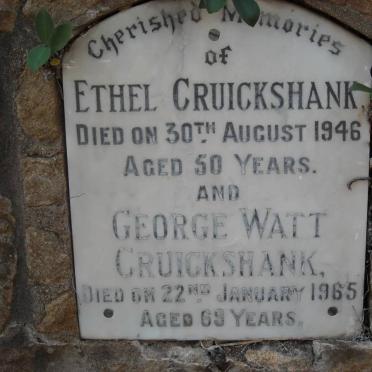 Cherished Memories
of
ETHEL CRUICKSHANK,
DIED ON 30TH AUGUST 1946
AGED 50 YEARS.
AND
GEORGE WATT
CRUICKSHANK,
DIED ON 22ND JANUARY 1965
AGED 69 YEARS.